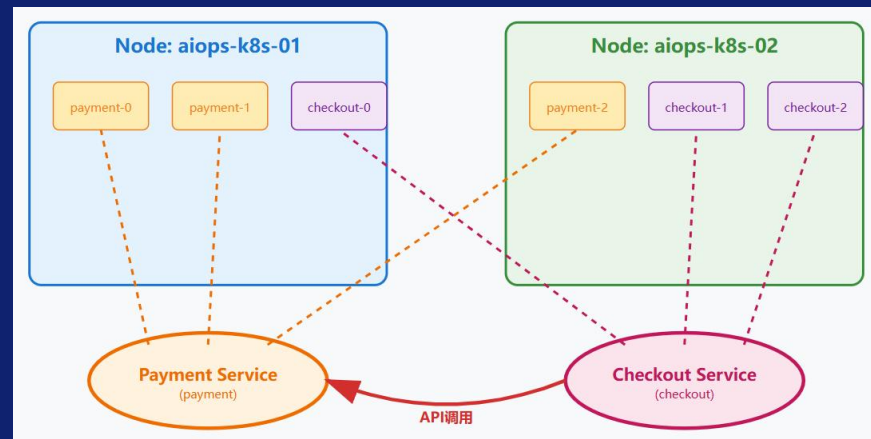 Node: aiops-k8s-01
Node: aiops-k8s-02
payment-0
payment-1
checkout-0
payment-2
checkout-1
checkout-2
Payment Service
(payment)
Checkout Service
(checkout)
API调用